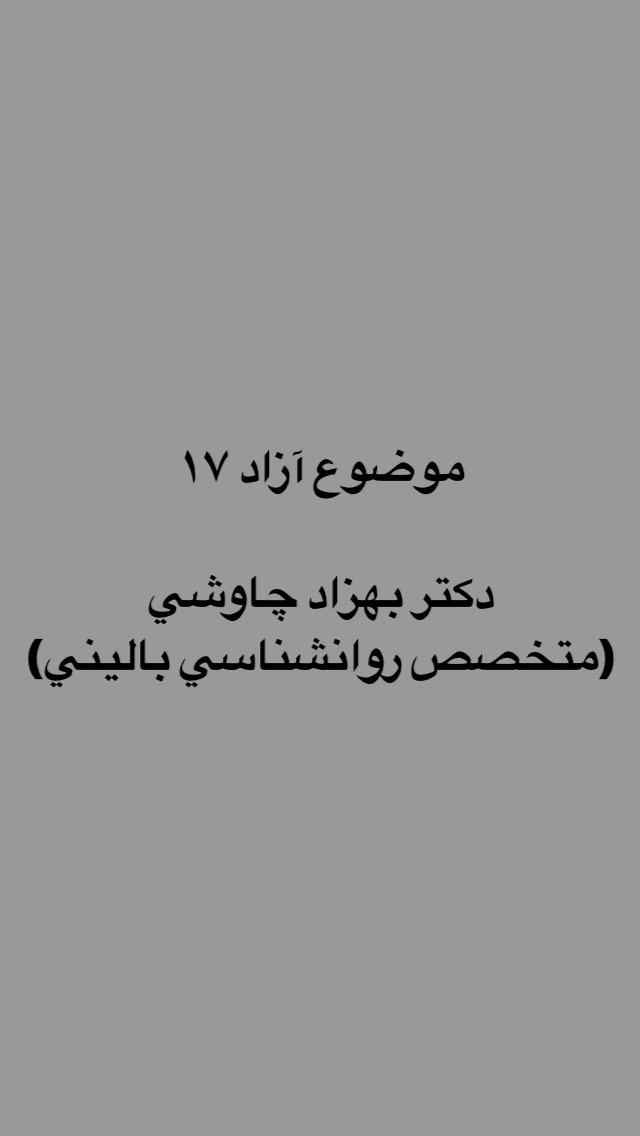 موضوع آزاد ۱۷
دکتر بهزاد چاوشي
(متخصص روانشناسي باليني)